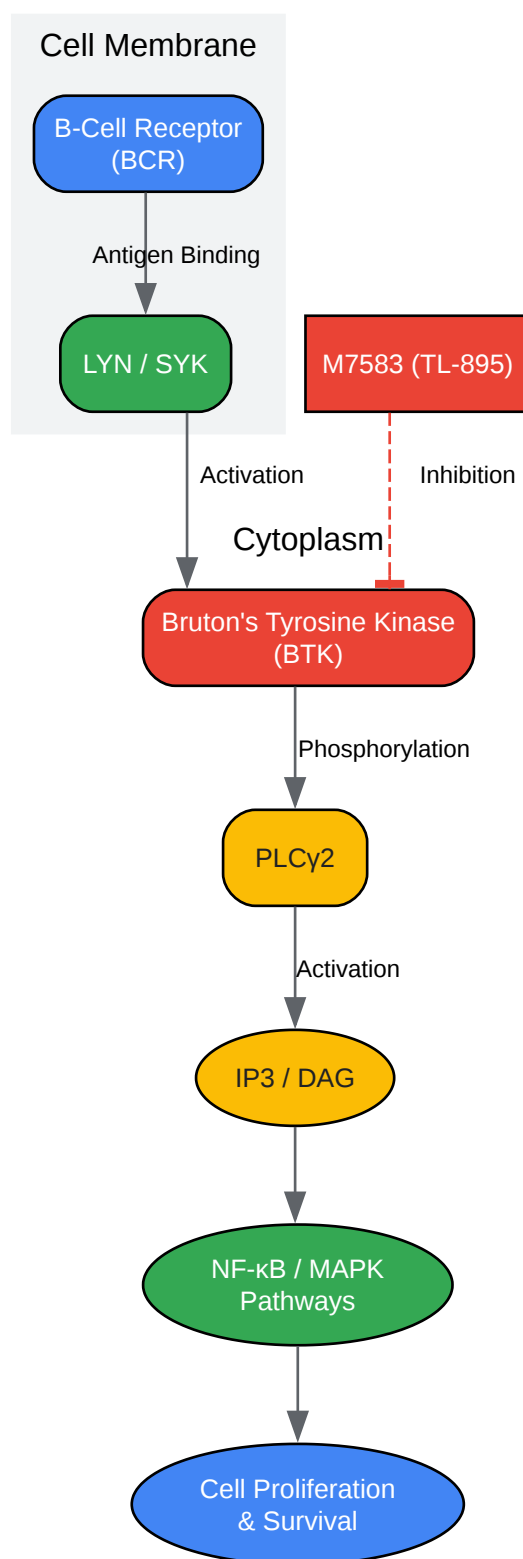 Cell Membrane
B-Cell Receptor
(BCR)
Antigen Binding
LYN / SYK
M7583 (TL-895)
Activation
Inhibition
Cytoplasm
Bruton's Tyrosine Kinase
(BTK)
Phosphorylation
PLCγ2
Activation
IP3 / DAG
NF-κB / MAPK
Pathways
Cell Proliferation
& Survival